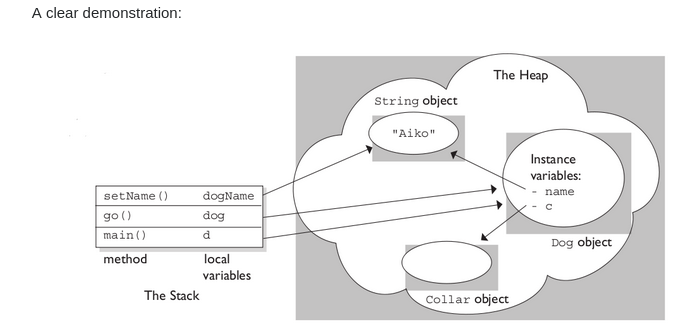 A clear demonstration:
The Heap
String object
"Aiko"
Instance
variables:
- name
- c
Dog object
setName() dogName
go() dog
main() d
method local
variables
The Stack
Collar object